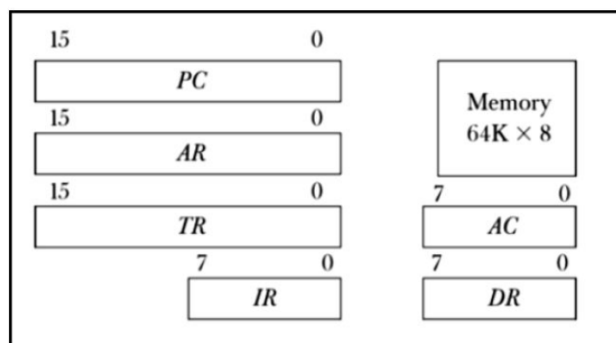 15 0
PC
15 0
AR
15 0
TR
7 0
IR
Memory
64K × 8
7 0
AC
7 0
DR